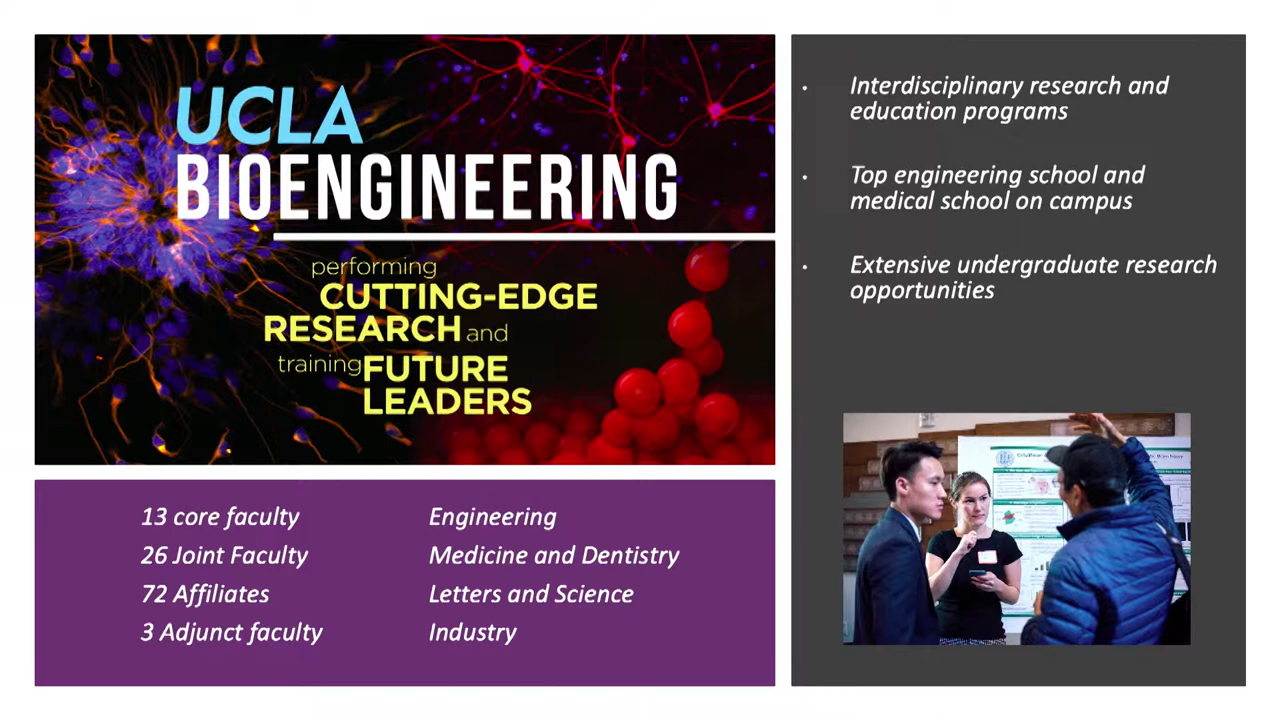 UCLA
BIOENGINEERING
performing
CUTTING-EDGE
RESEARCH and
training FUTURE
LEADERS
13 core faculty Engineering
26 Joint Faculty Medicine and Dentistry
72 Affiliates Letters and Science
3 Adjunct faculty Industry
• Interdisciplinary research and
education programs
• Top engineering school and
medical school on campus
• Extensive undergraduate research
opportunities